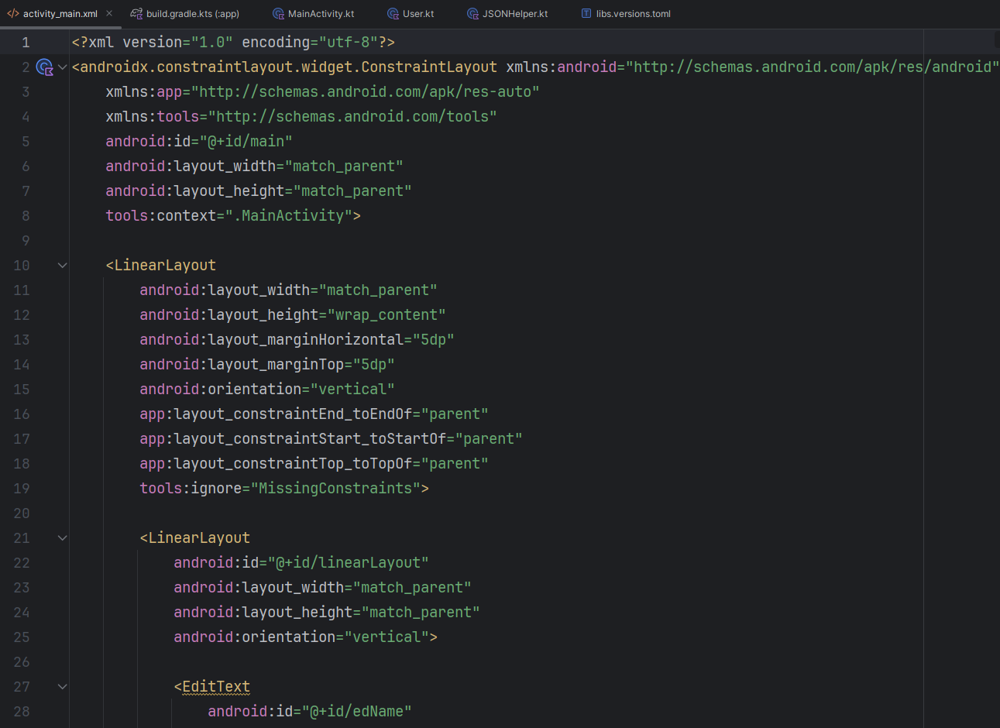 activity_main.xml × build.gradle.kts (:app) MainActivity.kt User.kt JSONHelper.kt libs.versions.toml
1 <?xml version="1.0" encoding="utf-8"?>
2 <androidx.constraintlayout.widget.ConstraintLayout xmlns:android="http://schemas.android.com/apk/res/android"
3 xmlns:app="http://schemas.android.com/apk/res-auto"
4 xmlns:tools="http://schemas.android.com/tools"
5 android:id="@+id/main"
6 android:layout_width="match_parent"
7 android:layout_height="match_parent"
8 tools:context=".MainActivity">
9
10 <LinearLayout
11 android:layout_width="match_parent"
12 android:layout_height="wrap_content"
13 android:layout_marginHorizontal="5dp"
14 android:layout_marginTop="5dp"
15 android:orientation="vertical"
16 app:layout_constraintEnd_toEndOf="parent"
17 app:layout_constraintStart_toStartOf="parent"
18 app:layout_constraintTop_toTopOf="parent"
19 tools:ignore="MissingConstraints">
20
21 <LinearLayout
22 android:id="@+id/linearLayout"
23 android:layout_width="match_parent"
24 android:layout_height="match_parent"
25 android:orientation="vertical">
26
27 <EditText
28 android:id="@+id/edName"